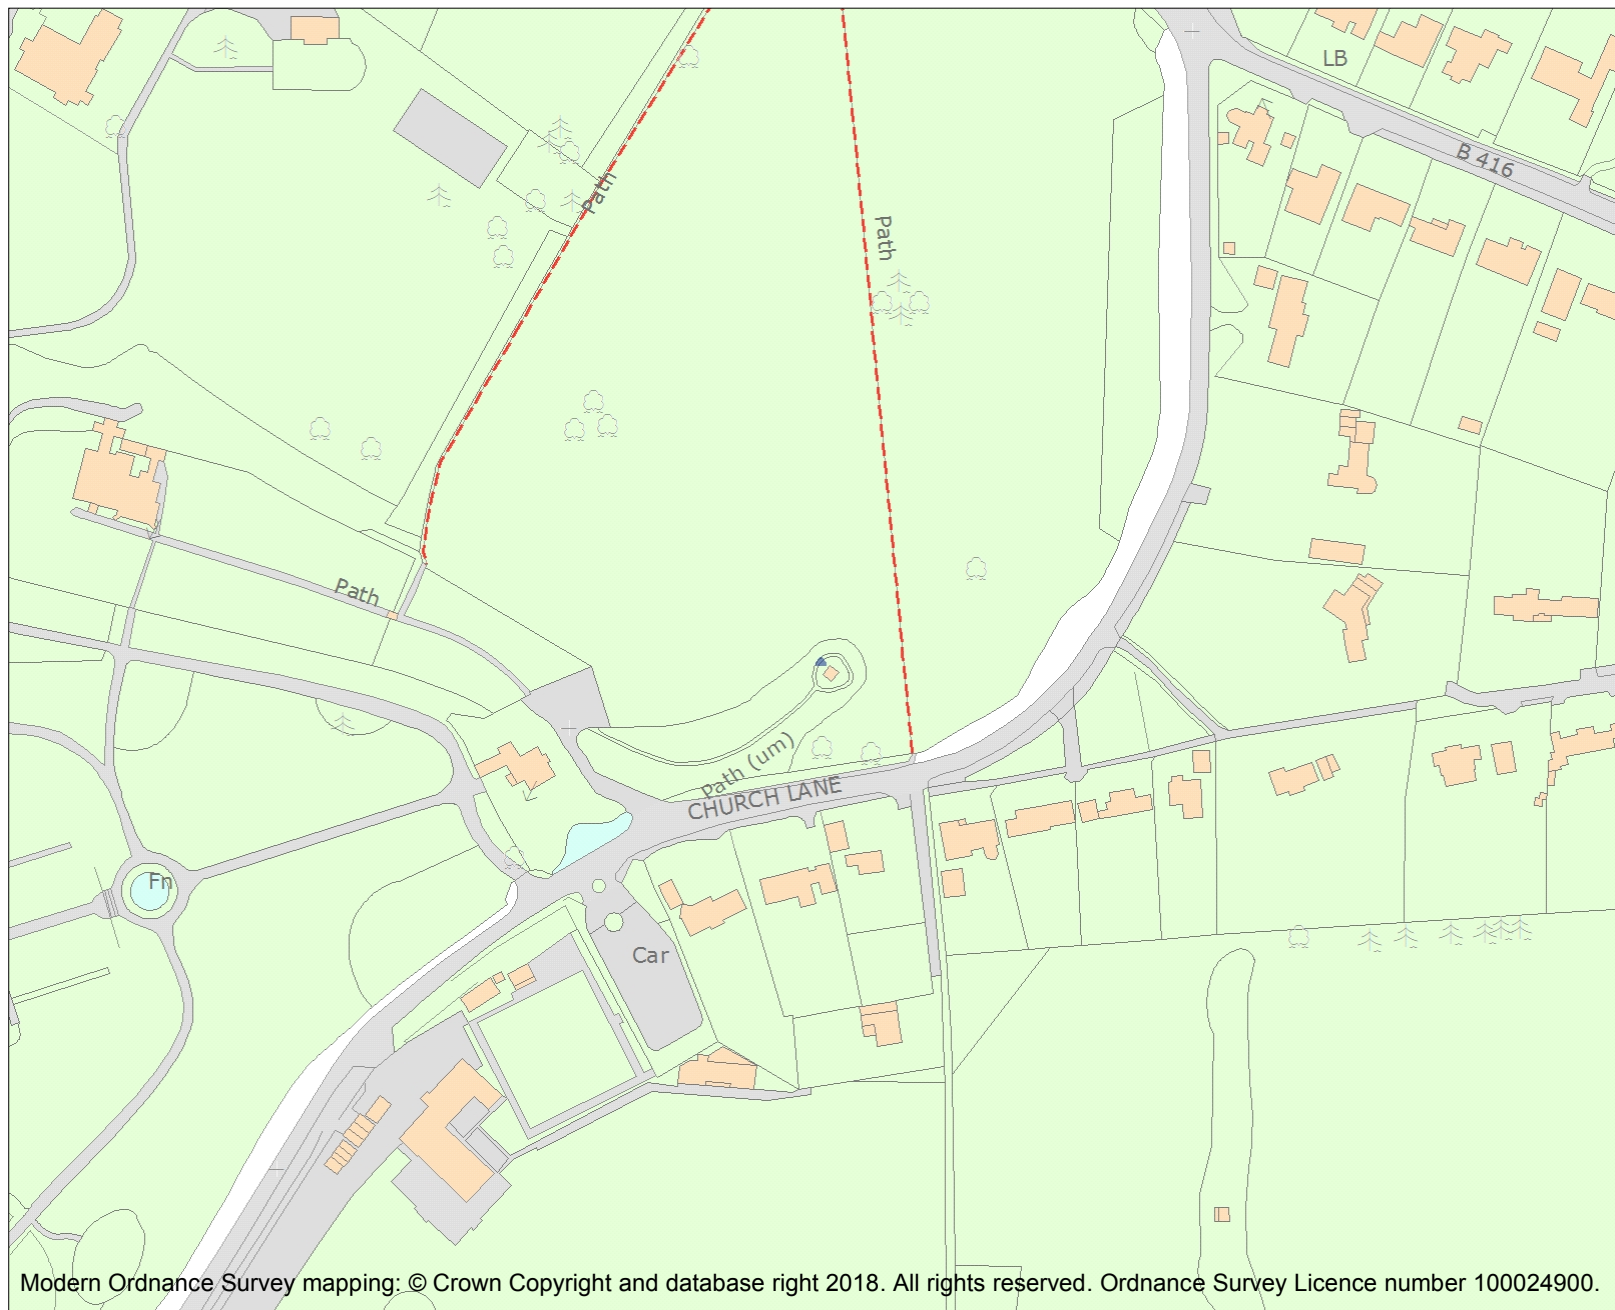 LB
B 416
Path
Path
Path
Path (um)
CHURCH LANE
Fn
Car
Modern Ordnance Survey mapping: © Crown Copyright and database right 2018. All rights reserved. Ordnance Survey Licence number 100024900.